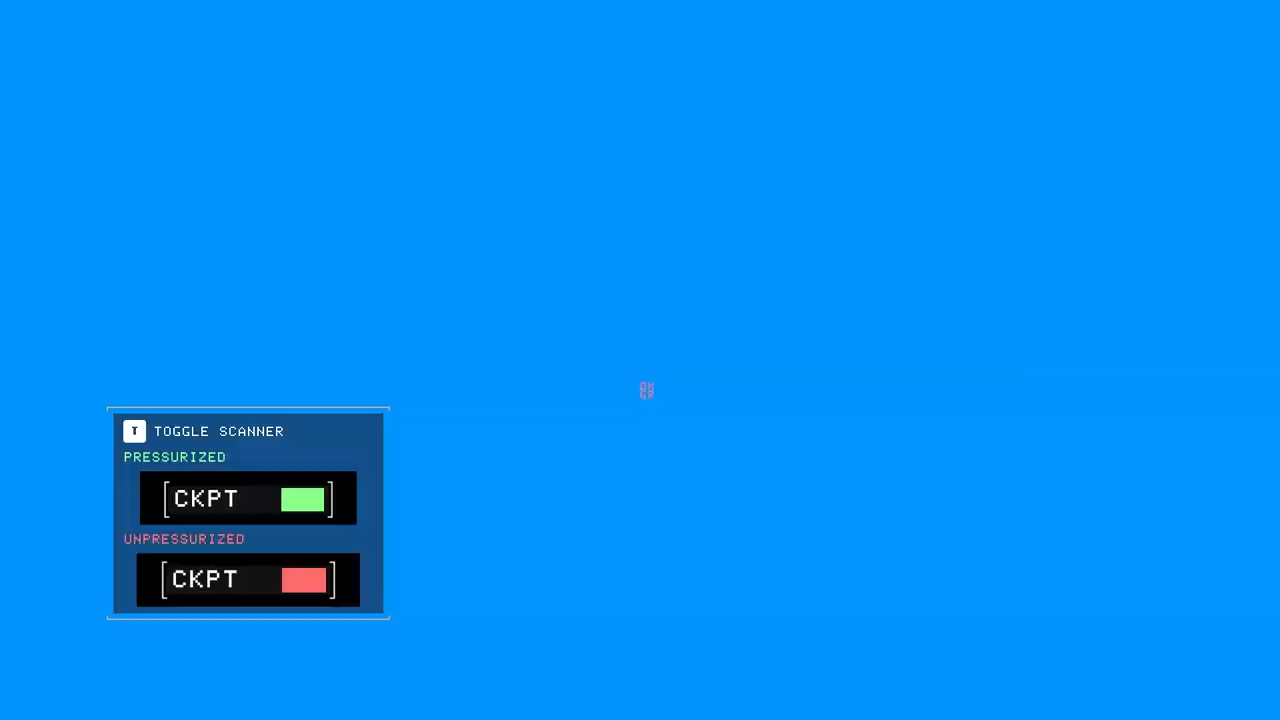 T TOGGLE SCANNER
PRESSURIZED
[CKPT ]
UNPRESSURIZED
[CKPT ]